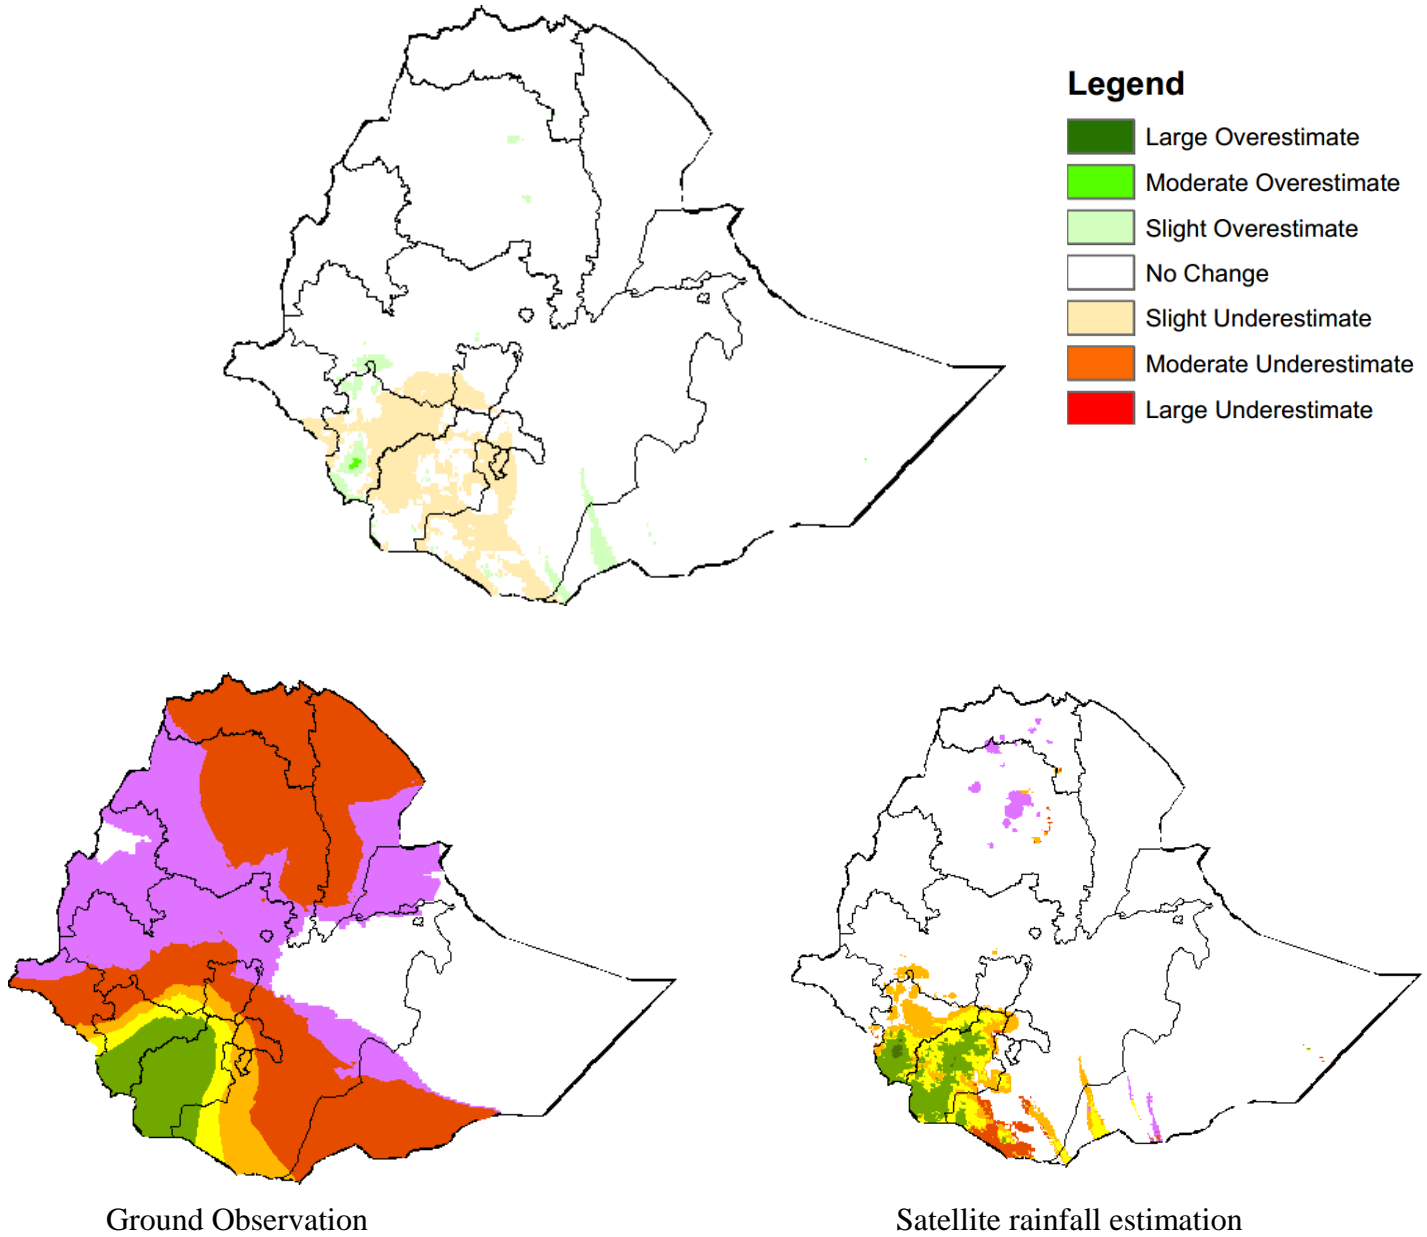 Legend
Large Overestimate
Moderate Overestimate
Slight Overestimate
No Change
Slight Underestimate
Moderate Underestimate
Large Underestimate
Ground Observation
Satellite rainfall estimation